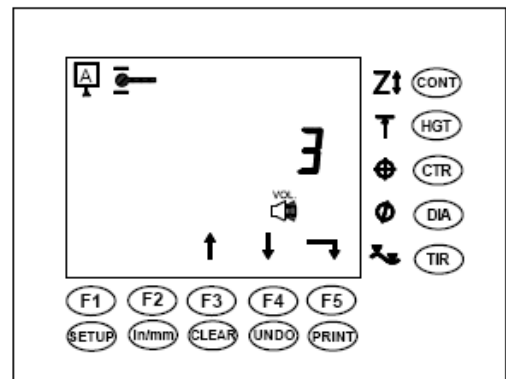 A
Z CONT
HGT
3
CTR
VOL.
DIA
TIR
F1 F2 F3 F4 F5
SETUP In/mm CLEAR UNDO PRINT